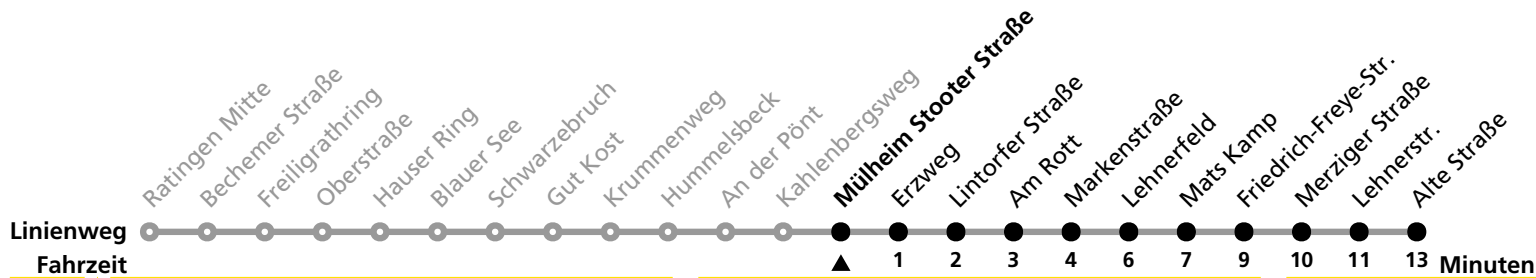 Ratingen Mitte
Bechemer Straße
Freiligrathring
Oberstraße
Hauser Ring
Blauer See
Schwarzebruch
Gut Kost
Krummenweg
Hummelsbeck
An der Pönt
Kahlenbergsweg
Mülheim Stooter Straße
Erzweg
Lintorfer Straße
Am Rott
Markenstraße
Lehnerfeld
Mats Kamp
Friedrich-Freye-Str.
Merziger Straße
Lehnerstr.
Alte Straße
Linienweg
Fahrzeit 1 2 3 4 6 7 9 10 11 13 Minuten